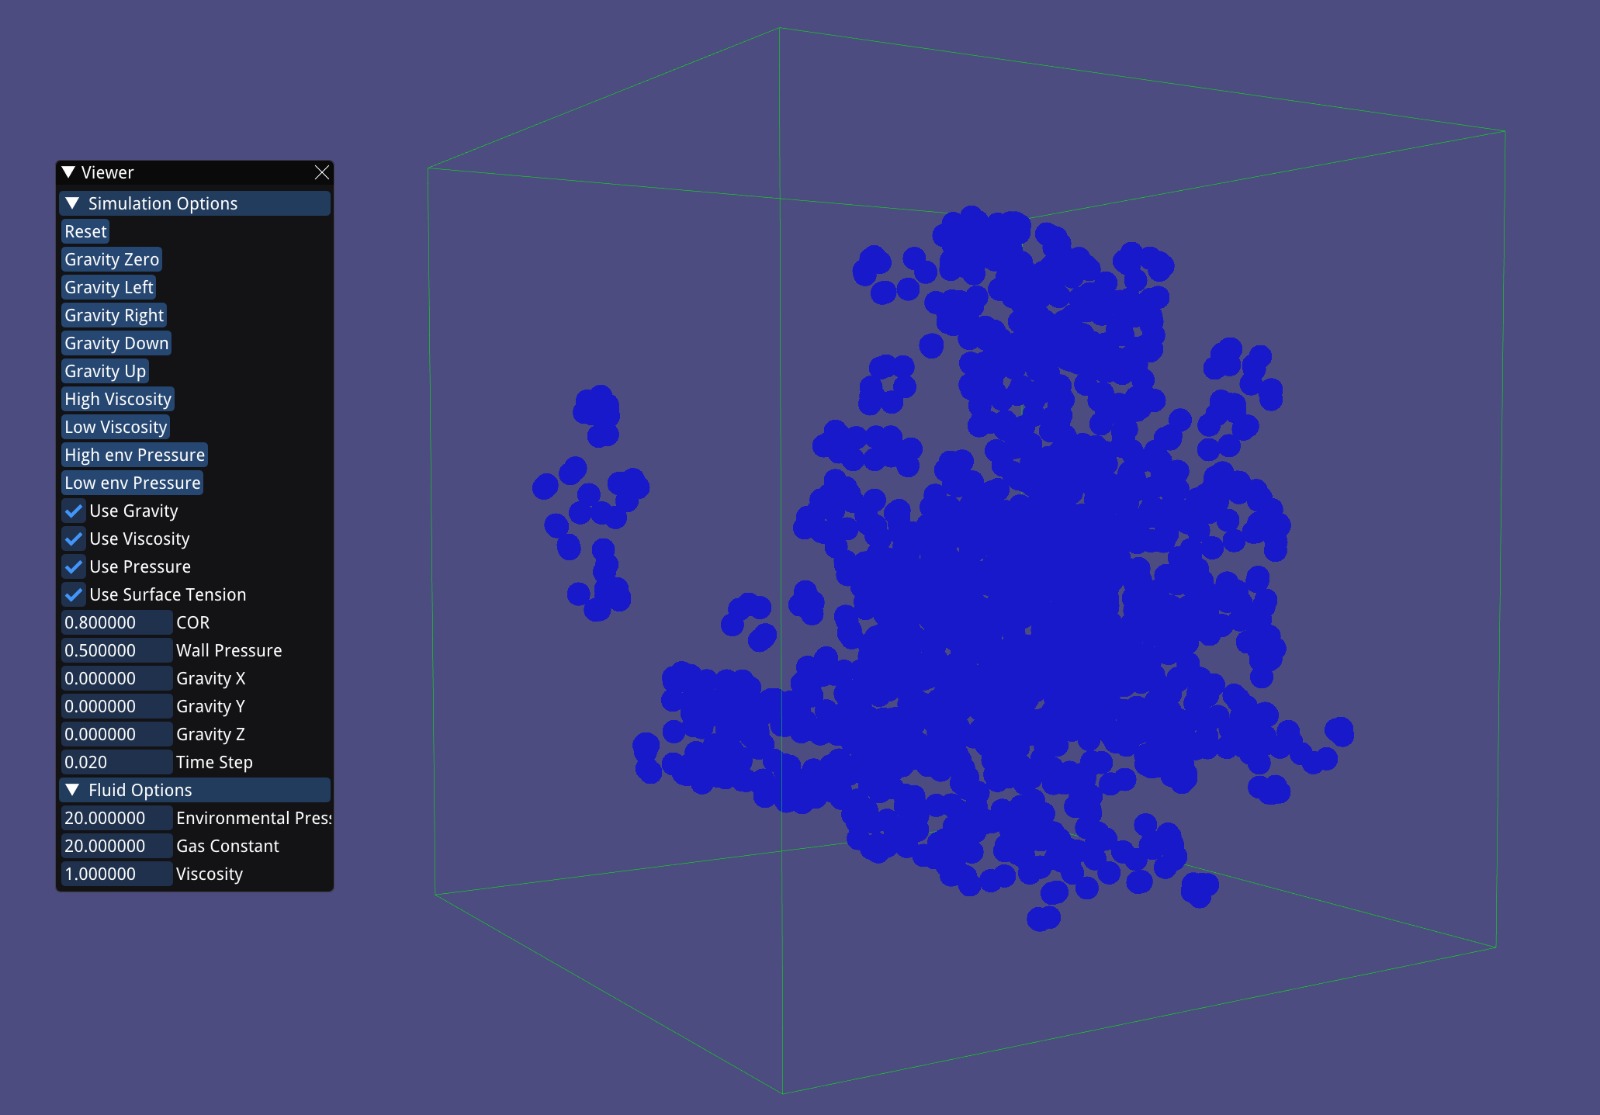 Viewer
Simulation Options
Reset
Gravity Zero
Gravity Left
Gravity Right
Gravity Down
Gravity Up
High Viscosity
Low Viscosity
High env Pressure
Low env Pressure
Use Gravity
Use Viscosity
Use Pressure
Use Surface Tension
0.800000 COR
0.500000 Wall Pressure
0.000000 Gravity X
0.000000 Gravity Y
0.000000 Gravity Z
0.020 Time Step
Fluid Options
20.000000 Environmental Press
20.000000 Gas Constant
1.000000 Viscosity